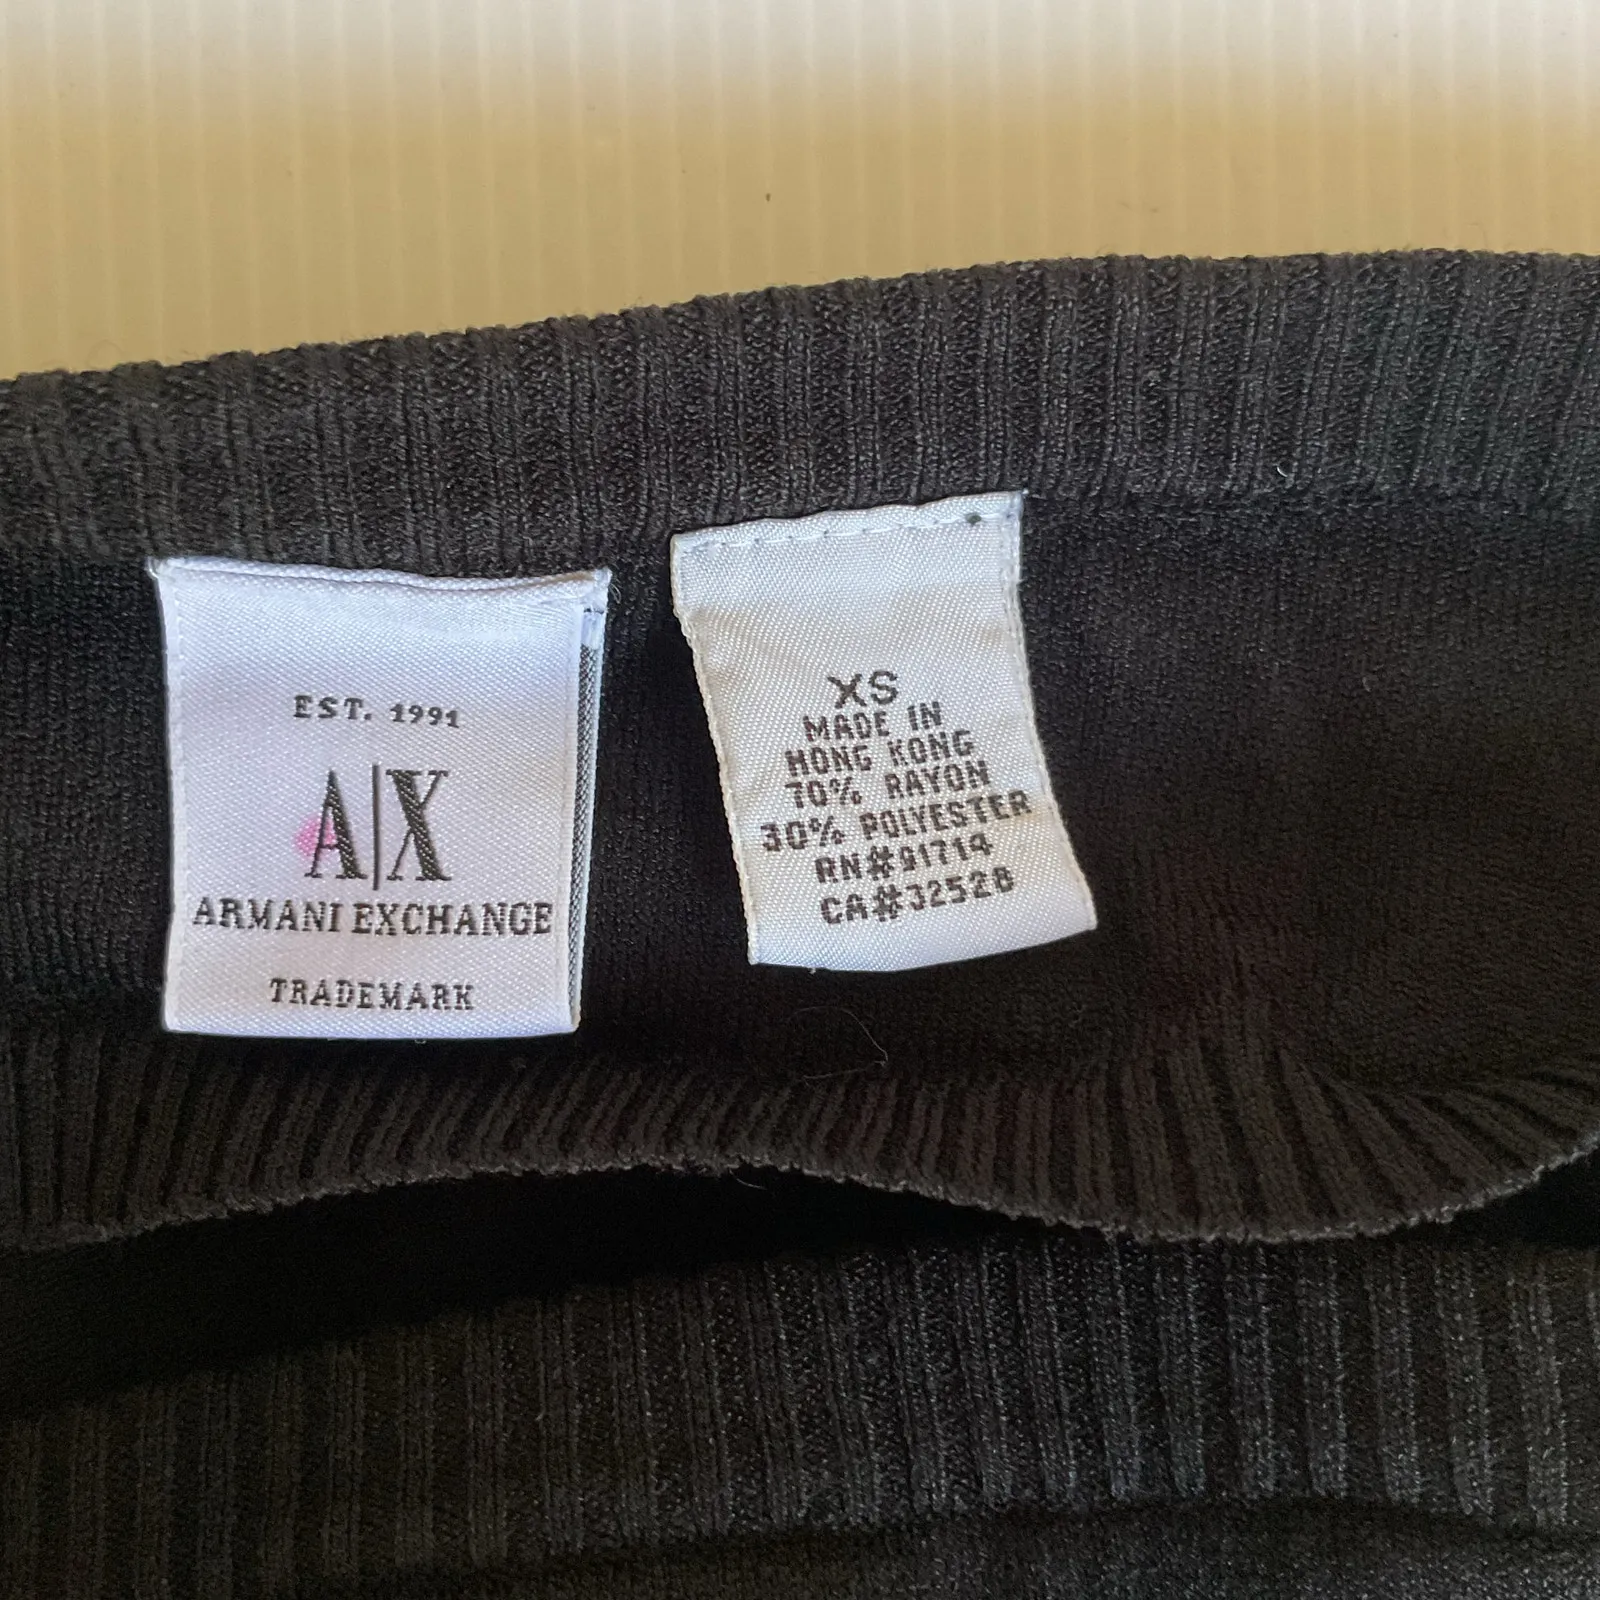 EST. 1991
A|X
ARMANI EXCHANGE
TRADEMARK
XS
MADE IN
HONG KONG
70% RAYON
30% POLYESTER
RN#91714
CA#32528